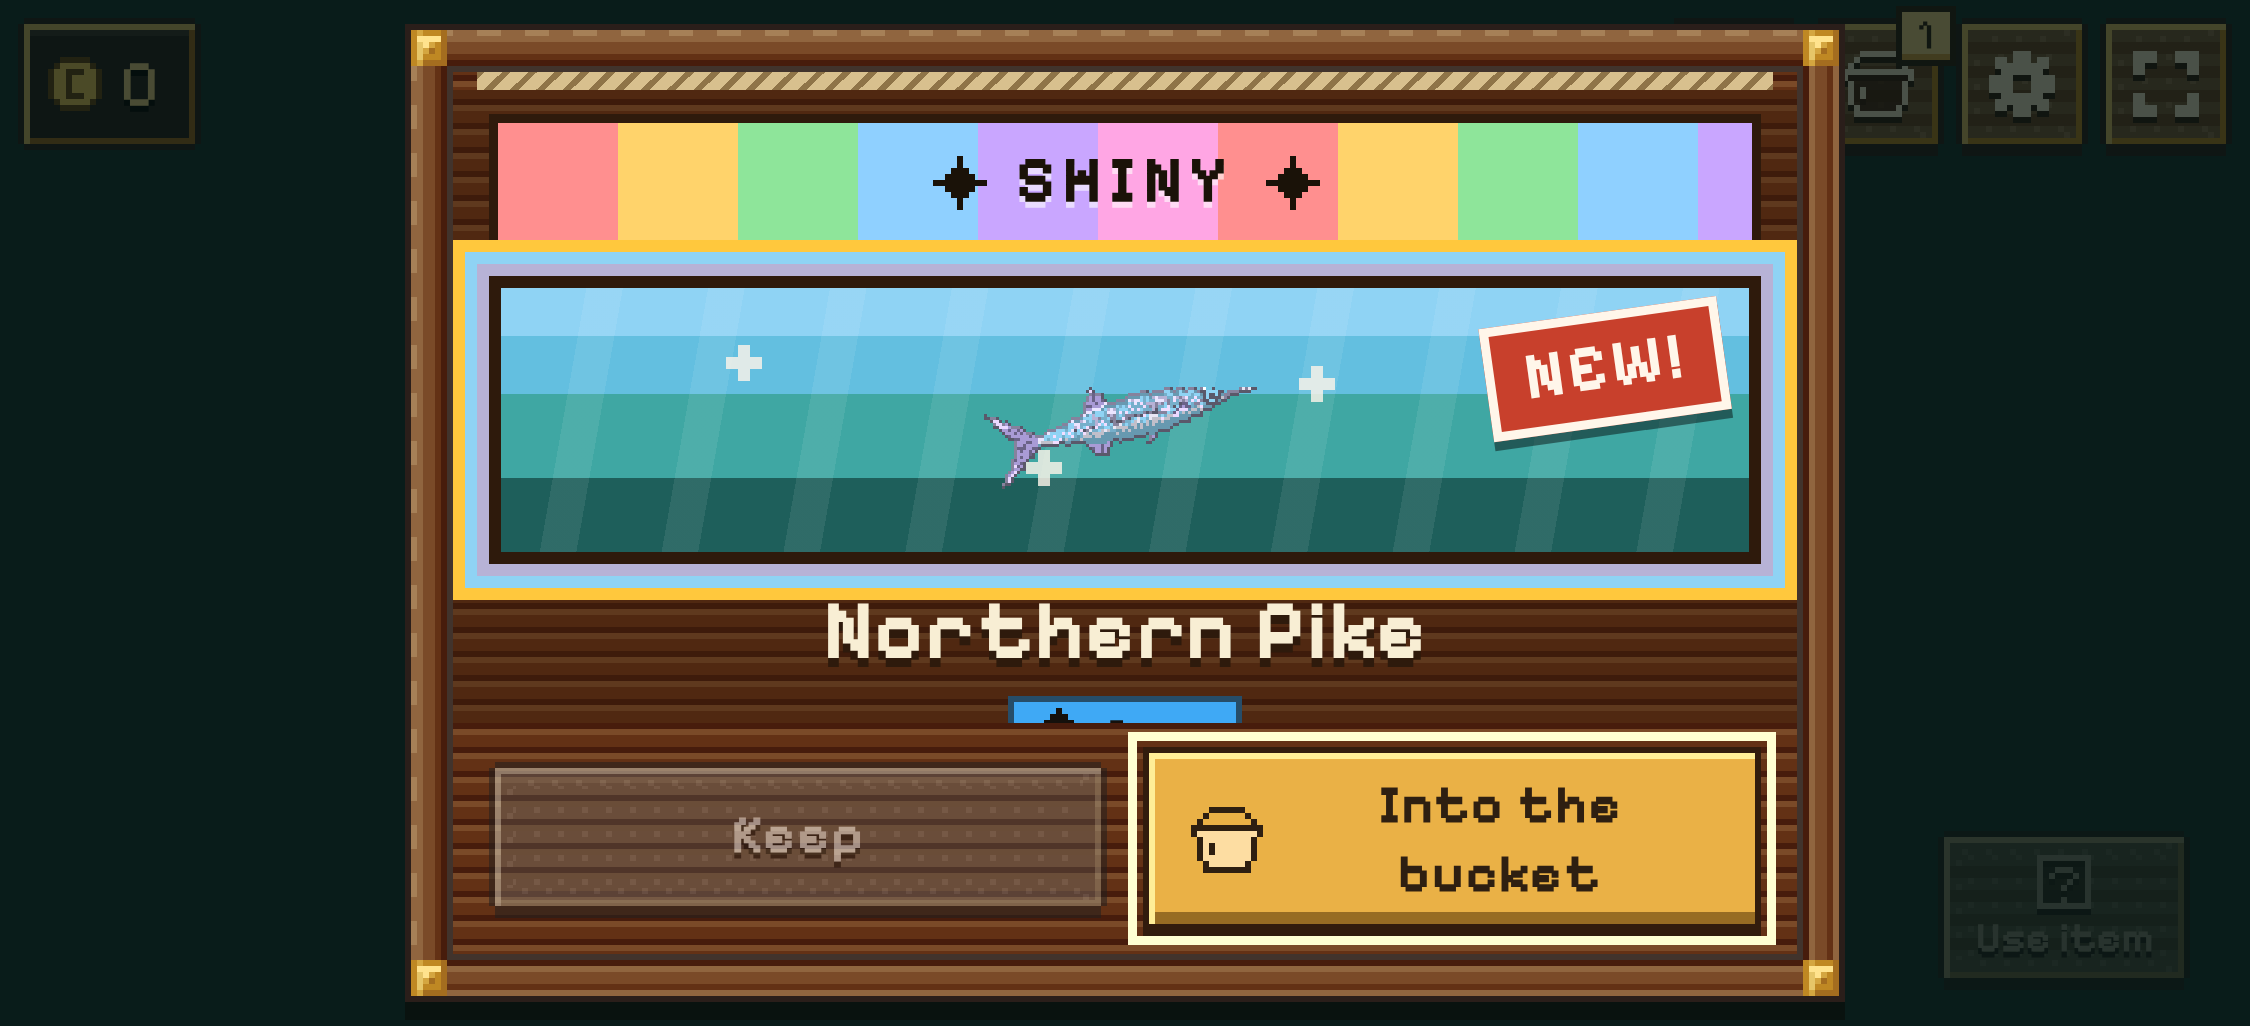 C 0
1
SHINY
NEW!
Northern Pike
Keep
Into the
bucket
?
Use item